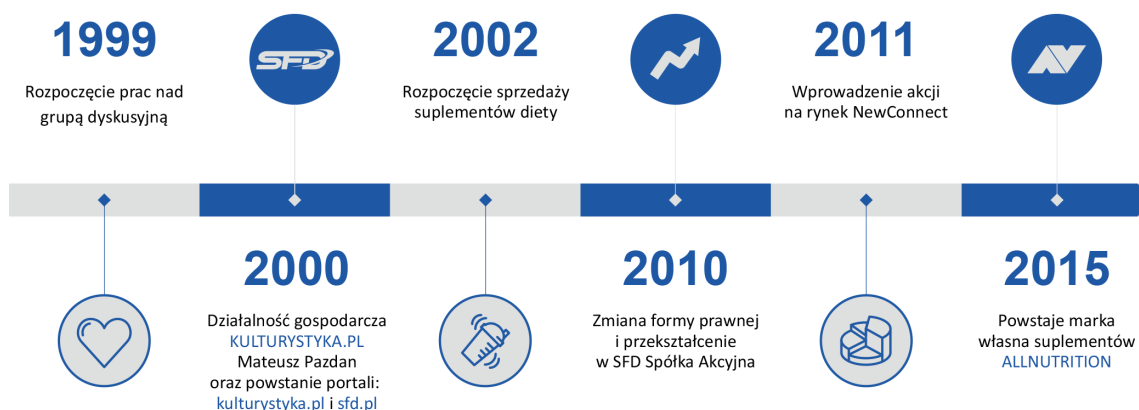 1999
Rozpoczęcie prac nad
grupą dyskusyjną
SFD
2000
Działalność gospodarcza
KULTURYSTYKA.PL
Mateusz Pazdan
oraz powstanie portali:
kulturystyka.pl i sfd.pl
2002
Rozpoczęcie sprzedaży
suplementów diety
2010
Zmiana formy prawnej
i przekształcenie
w SFD Spółka Akcyjna
2011
Wprowadzenie akcji
na rynek NewConnect
2015
Powstaje marka
własna suplementów
ALLNUTRITION